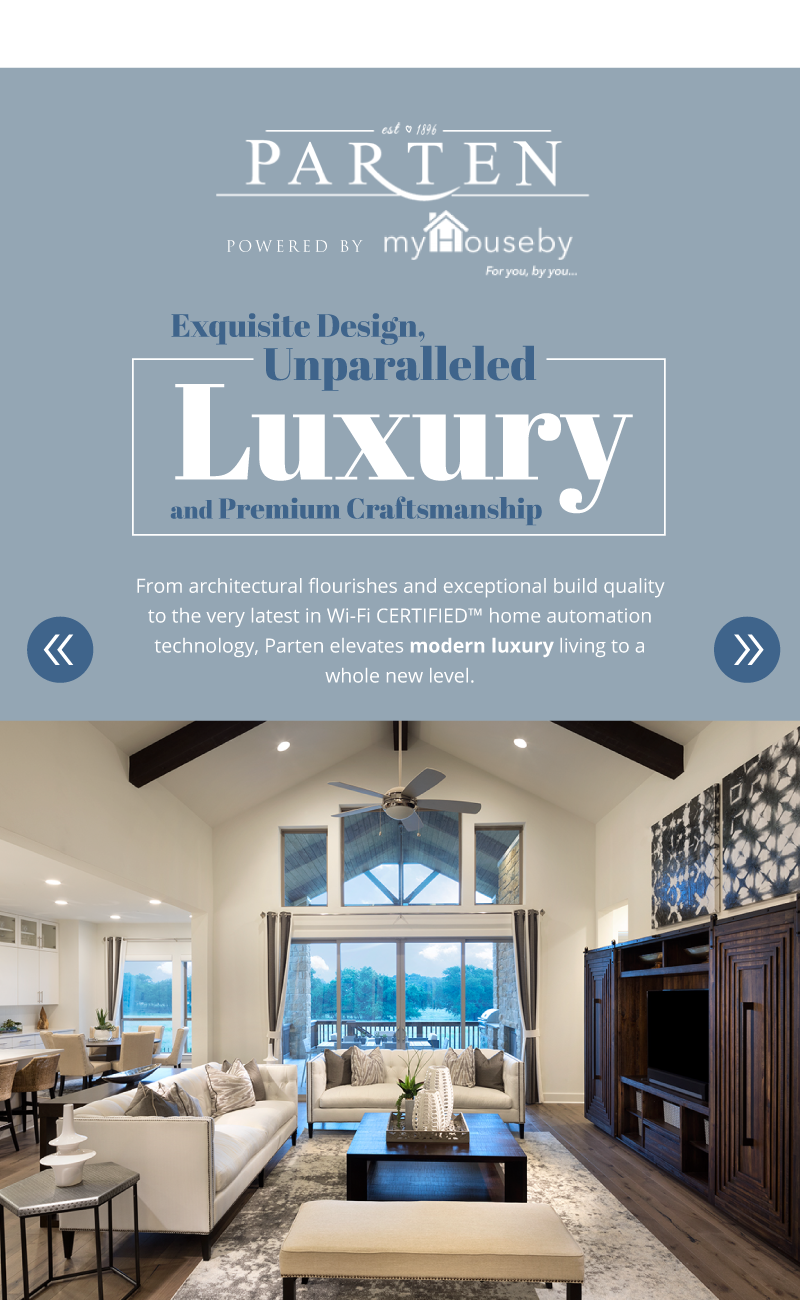 est 1896
PARTEN
POWERED BY myHouseby
For you, by you...
Exquisite Design,
Unparalleled
Luxury
and Premium Craftsmanship
From architectural flourishes and exceptional build quality
to the very latest in Wi-Fi CERTIFIED™ home automation
technology, Parten elevates modern luxury living to a
whole new level.